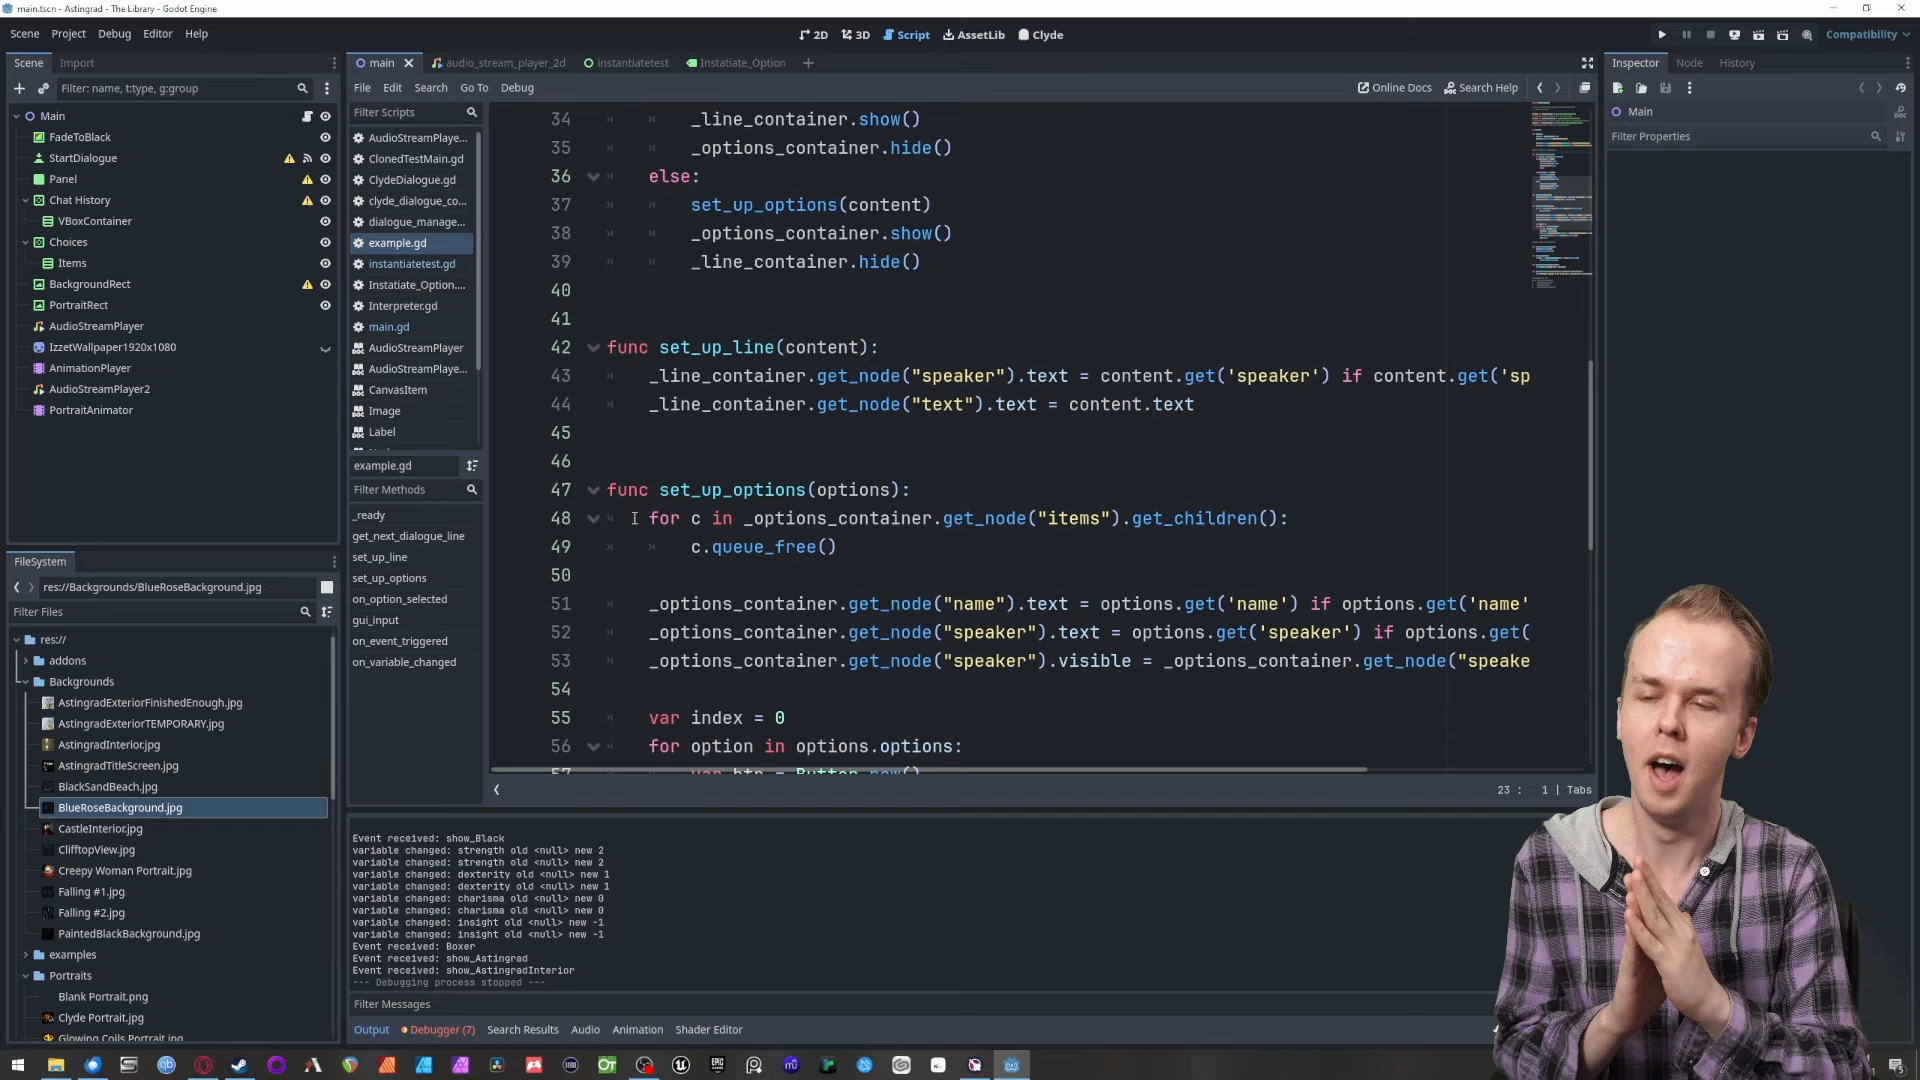 main.tscn - Astingrad - The Library - Godot Engine
Scene Project Debug Editor Help
2D 3D Script AssetLib Clyde
Compatibility
Scene Import
Filter: name, t:type, g:group
Main
FadeToBlack
StartDialogue
Panel
Chat History
VBoxContainer
Choices
Items
BackgroundRect
PortraitRect
AudioStreamPlayer
IzzetWallpaper1920x1080
AnimationPlayer
AudioStreamPlayer2
PortraitAnimator
FileSystem
res://Backgrounds/BlueRoseBackground.jpg
Filter Files
res://
addons
Backgrounds
AstingradExteriorFinishedEnough.jpg
AstingradExteriorTEMPORARY.jpg
AstingradInterior.jpg
AstingradTitleScreen.jpg
BlackSandBeach.jpg
BlueRoseBackground.jpg
CastleInterior.jpg
ClifftopView.jpg
Creepy Woman Portrait.jpg
Falling #1.jpg
Falling #2.jpg
PaintedBlackBackground.jpg
examples
Portraits
Blank Portrait.png
Clyde Portrait.jpg
Glowing Coils Portrait.jpg
main audio_stream_player_2d instantiatetest Instatiate_Option
File Edit Search Go To Debug
Online Docs Search Help
Filter Scripts
AudioStreamPlaye...
ClonedTestMain.gd
ClydeDialogue.gd
clyde_dialogue_co...
dialogue_manage...
example.gd
instantiatetest.gd
Instatiate_Option....
Interpreter.gd
main.gd
AudioStreamPlayer
AudioStreamPlaye...
CanvasItem
Image
Label
example.gd
Filter Methods
_ready
get_next_dialogue_line
set_up_line
set_up_options
on_option_selected
gui_input
on_event_triggered
on_variable_changed
34 _line_container.show()
35 _options_container.hide()
36 else:
37 set_up_options(content)
38 _options_container.show()
39 _line_container.hide()
40
41
42 func set_up_line(content):
43 _line_container.get_node("speaker").text = content.get('speaker') if content.get('sp
44 _line_container.get_node("text").text = content.text
45
46
47 func set_up_options(options):
48 for c in _options_container.get_node("items").get_children():
49 c.queue_free()
50
51 _options_container.get_node("name").text = options.get('name') if options.get('name'
52 _options_container.get_node("speaker").text = options.get('speaker') if options.get(
53 _options_container.get_node("speaker").visible = _options_container.get_node("speake
54
55 var index = 0
56 for option in options.options:
57 var btn = Button.new()
23 : 1 | Tabs
Event received: show_Black
variable changed: strength old <null> new 2
variable changed: strength old <null> new 2
variable changed: dexterity old <null> new 1
variable changed: dexterity old <null> new 1
variable changed: charisma old <null> new 0
variable changed: charisma old <null> new 0
variable changed: insight old <null> new -1
variable changed: insight old <null> new -1
Event received: Boxer
Event received: show_Astingrad
Event received: show_AstingradInterior
--- Debugging process stopped ---
Filter Messages
Output Debugger (7) Search Results Audio Animation Shader Editor
Inspector Node History
Main
Filter Properties